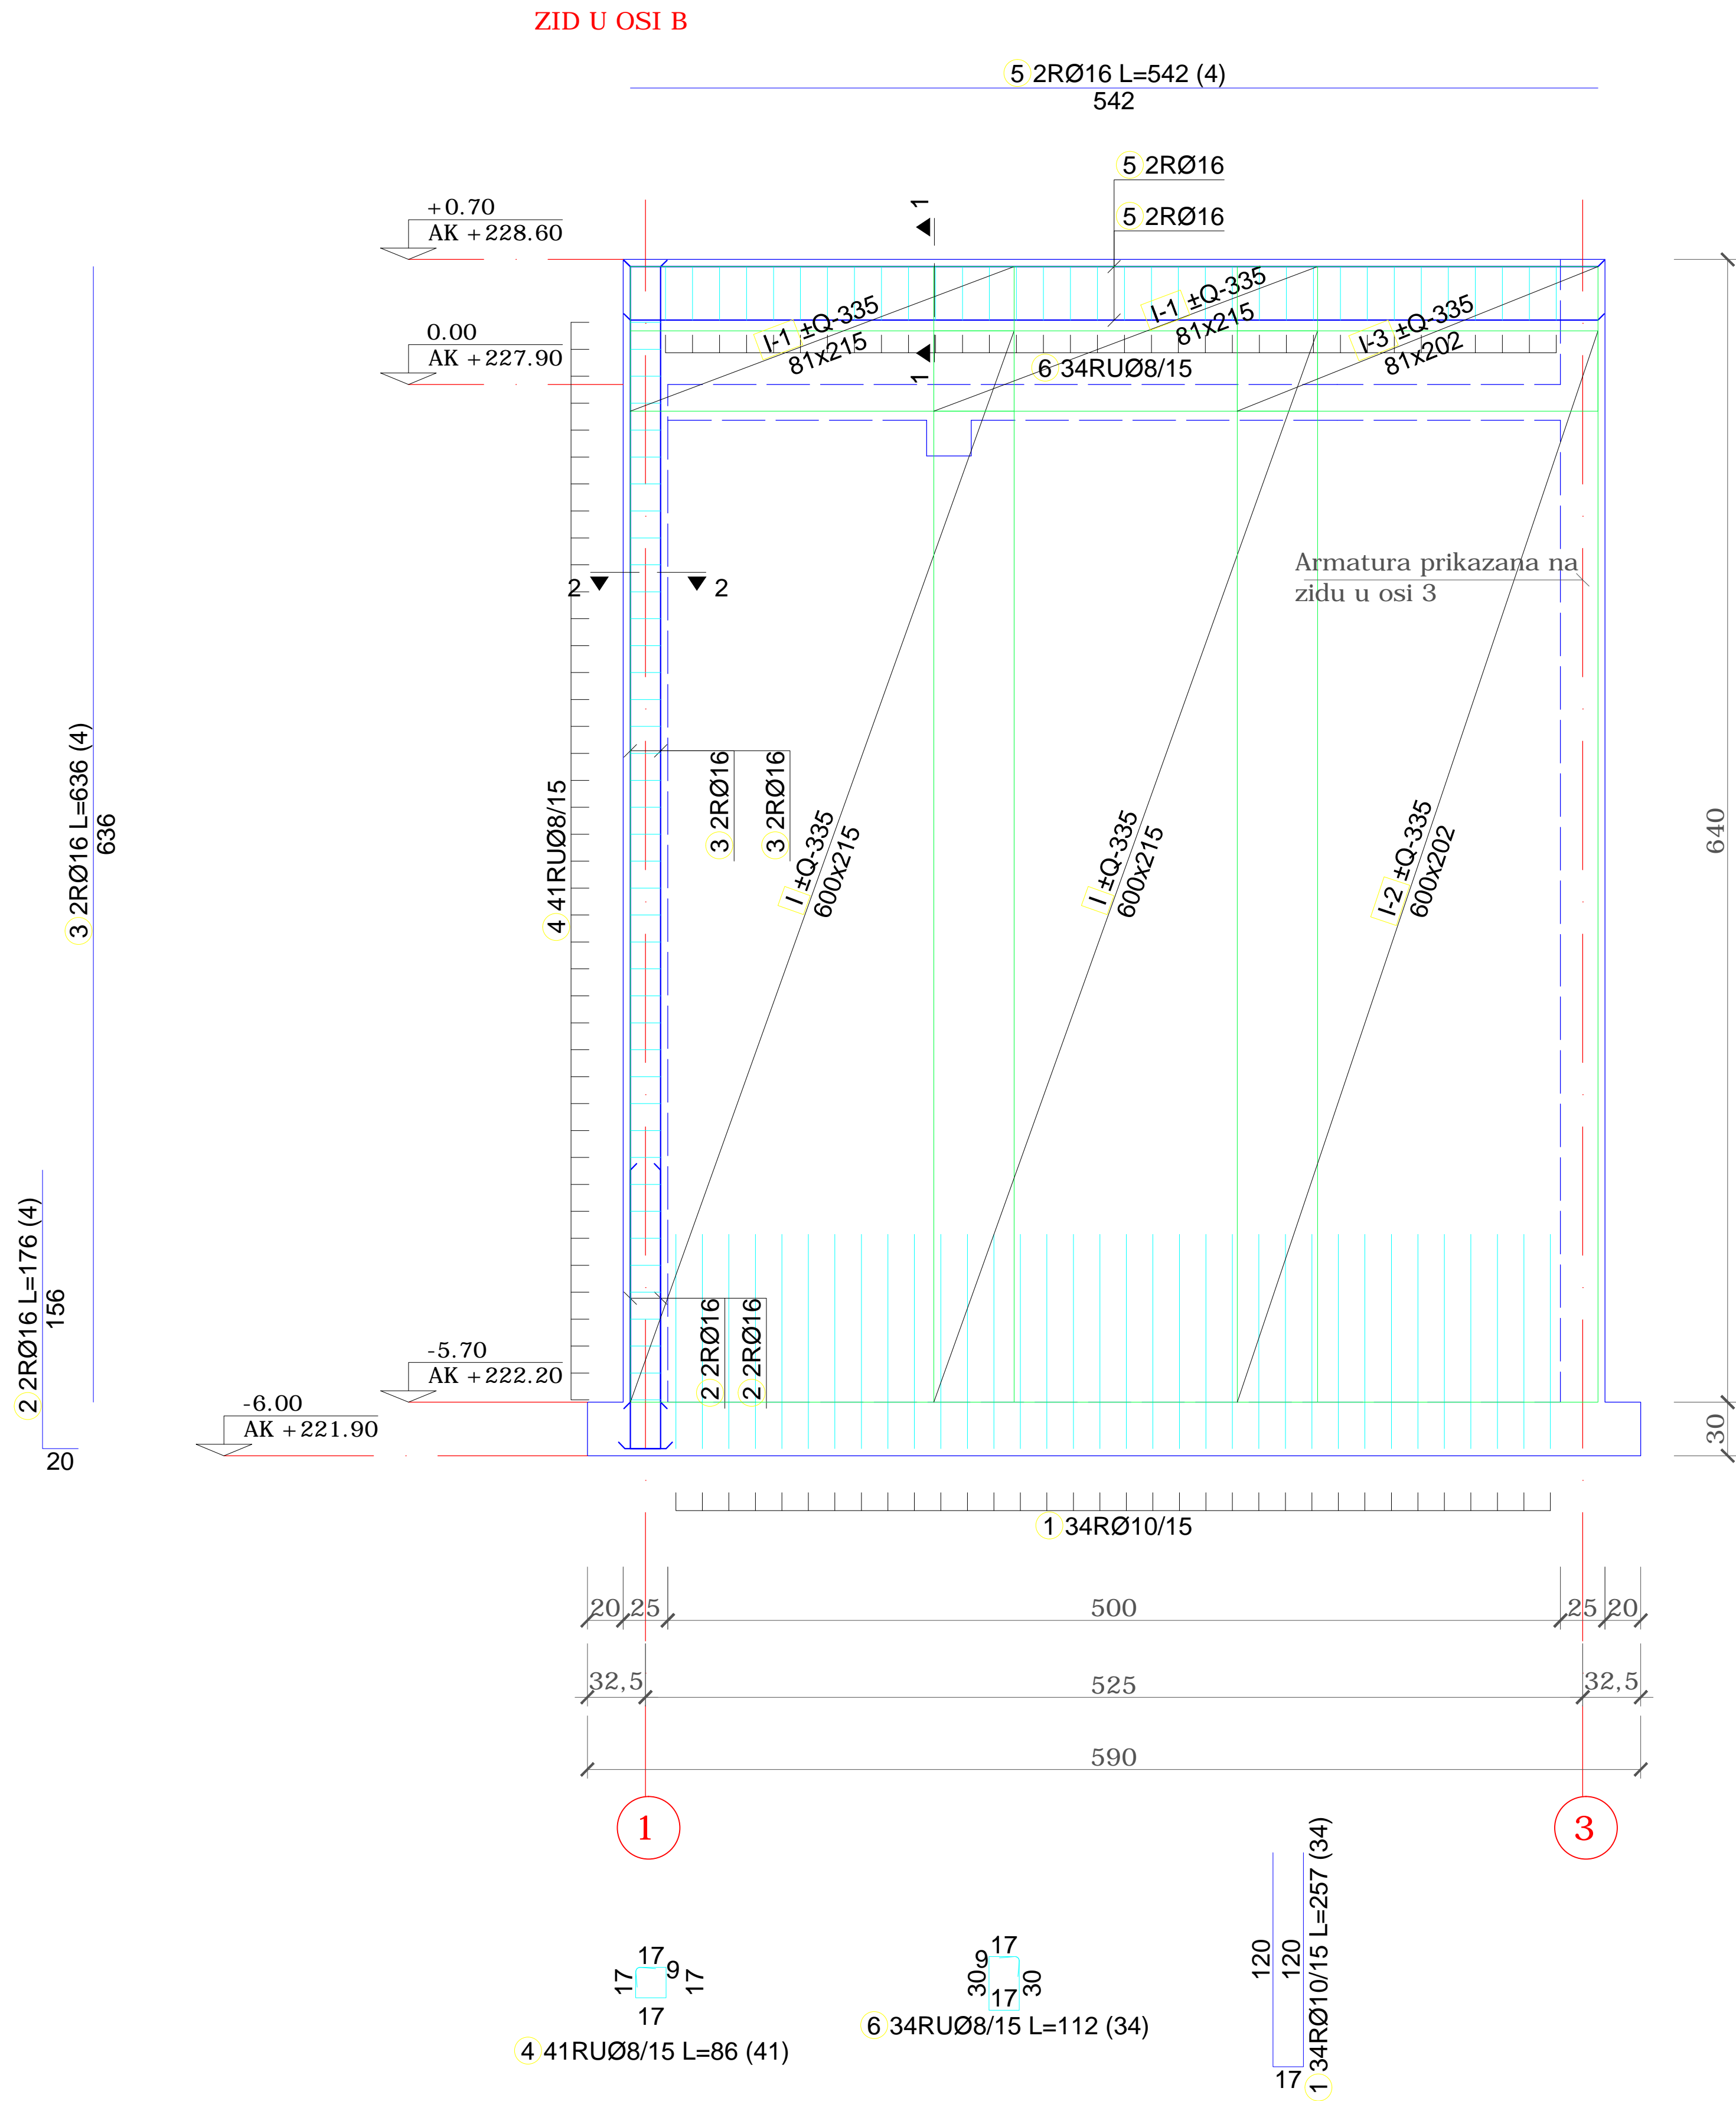 ZID U OSI B
5 2RØ16 L=542 (4)
542
5 2RØ16
5 2RØ16
+0.70
AK +228.60
1
0.00
AK +227.90
1
I-1 ±Q-335
81x215
I-1 ±Q-335
81x215
I-3 ±Q-335
81x202
6 34RUØ8/15
Armatura prikazana na
zidu u osi 3
2
2
3 2RØ16 L=636 (4)
636
4 41RUØ8/15
3 2RØ16
3 2RØ16
I ±Q-335
600x215
I ±Q-335
600x215
I-2 ±Q-335
600x202
640
2 2RØ16 L=176 (4)
156
20
2 2RØ16
2 2RØ16
-5.70
AK +222.20
-6.00
AK +221.90
30
1 34RØ10/15
20 25 500 25 20
32,5 525 32,5
590
1
3
17
17
9
17
17
4 41RUØ8/15 L=86 (41)
17
9
30
30
17
6 34RUØ8/15 L=112 (34)
120
120
17
1 34RØ10/15 L=257 (34)